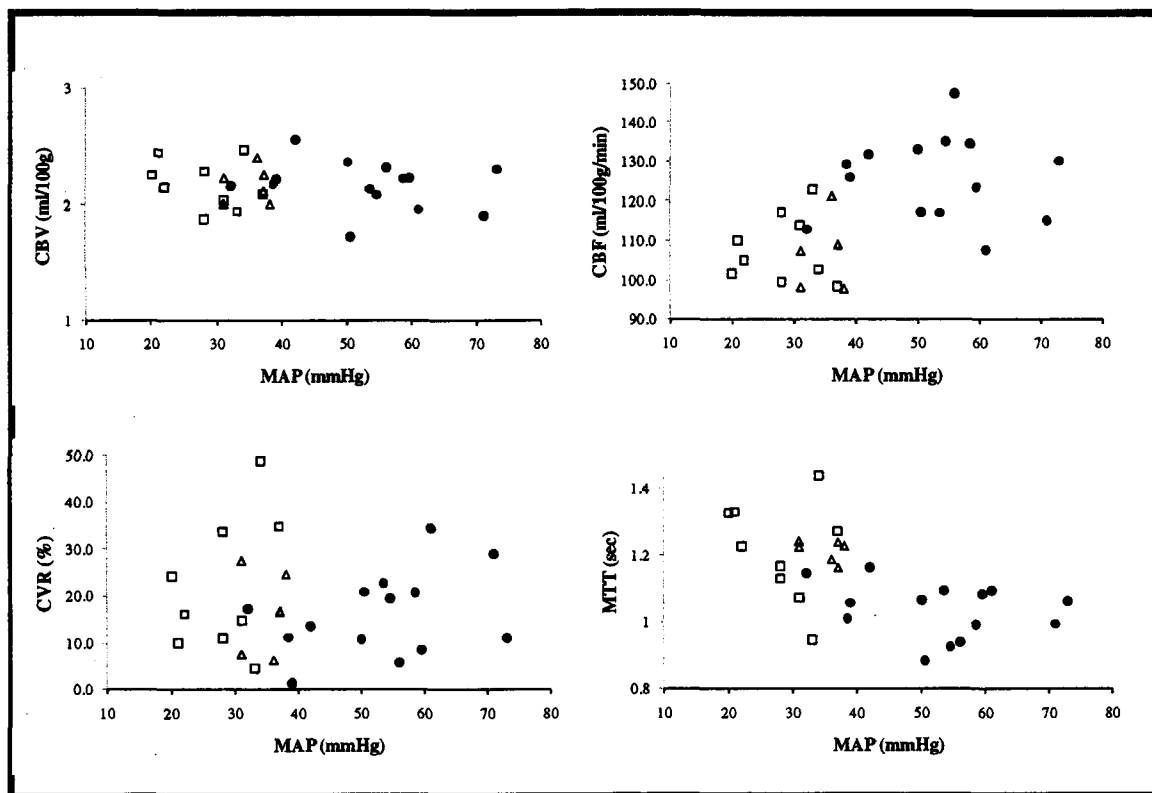 3
2
1
CBV (ml/100g)
10 20 30 40 50 60 70 80
MAP (mmHg)
150.0
140.0
130.0
120.0
110.0
100.0
90.0
CBF (ml/100g/min)
10 20 30 40 50 60 70 80
MAP (mmHg)
50.0
40.0
30.0
20.0
10.0
0.0
CVR (%)
10 20 30 40 50 60 70 80
MAP (mmHg)
1.4
1.2
1
0.8
MTT (sec)
10 20 30 40 50 60 70 80
MAP (mmHg)